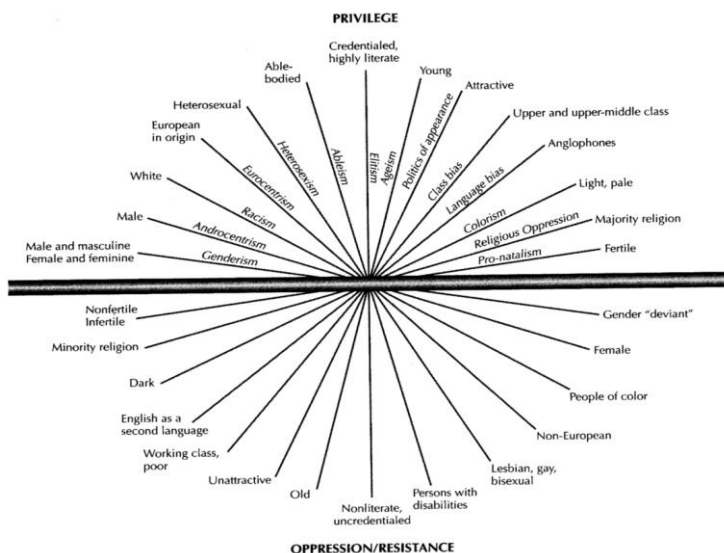 PRIVILEGE
Credentialed,
highly literate
Able-
bodied
Young
Attractive
Heterosexual
Upper and upper-middle class
European
in origin
Anglophones
White
Light, pale
Male
Majority religion
Male and masculine
Female and feminine
Fertile
Genderism
Androcentrism
Racism
Eurocentrism
Heterosexism
Ableism
Elitism
Ageism
Politics of appearance
Class bias
Language bias
Colorism
Religious Oppression
Pro-natalism
Nonfertile
Infertile
Gender "deviant"
Minority religion
Female
Dark
People of color
English as a
second language
Non-European
Working class,
poor
Lesbian, gay,
bisexual
Unattractive
Old
Persons with
disabilities
Nonliterate,
uncredentialed
OPPRESSION/RESISTANCE